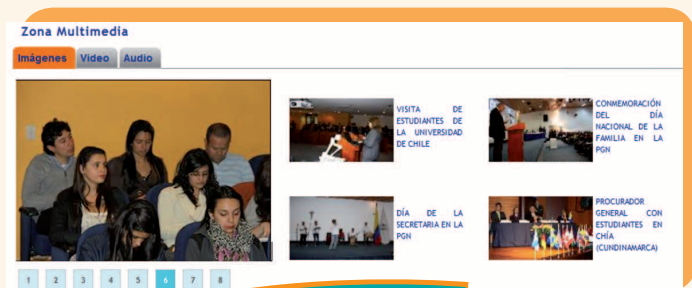 Zona Multimedia
Imágenes Video Audio
VISITA DE
ESTUDIANTES DE
LA UNIVERSIDAD
DE CHILE
CONMEMORACIÓN
DEL DÍA
NACIONAL DE LA
FAMILIA EN LA
PGN
DÍA DE LA
SECRETARIA EN LA
PGN
PROCURADOR
GENERAL CON
ESTUDIANTES EN
CHÍA
(CUNDINAMARCA)
1 2 3 4 5 6 7 8